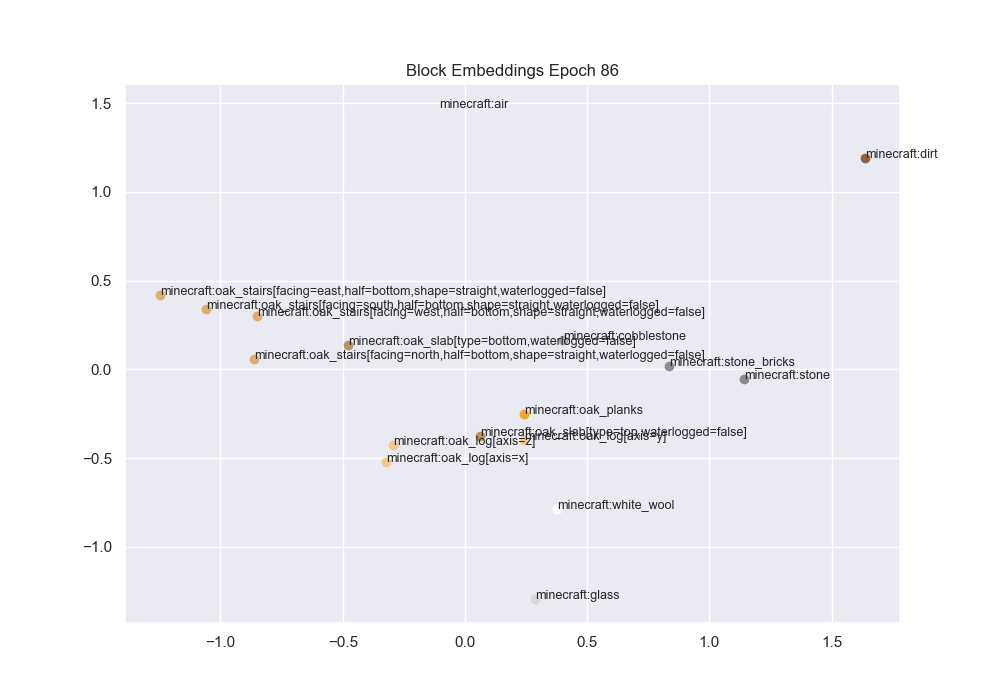 Block Embeddings Epoch 86
1.5
minecraft:air
minecraft:dirt
1.0
0.5
minecraft:oak_stairs[facing=east,half=bottom,shape=straight,waterlogged=false]
minecraft:oak_stairs[facing=south,half=bottom,shape=straight,waterlogged=false]
minecraft:oak_stairs[facing=west,half=bottom,shape=straight,waterlogged=false]
minecraft:cobblestone
minecraft:oak_slab[type=bottom,waterlogged=false]
minecraft:oak_stairs[facing=north,half=bottom,shape=straight,waterlogged=false]
minecraft:stone_bricks
0.0
minecraft:stone
minecraft:oak_planks
minecraft:oak_slab[type=top,waterlogged=false]
minecraft:oak_log[axis=y]
minecraft:oak_log[axis=z]
minecraft:oak_log[axis=x]
−0.5
minecraft:white_wool
−1.0
minecraft:glass
−1.0 −0.5 0.0 0.5 1.0 1.5